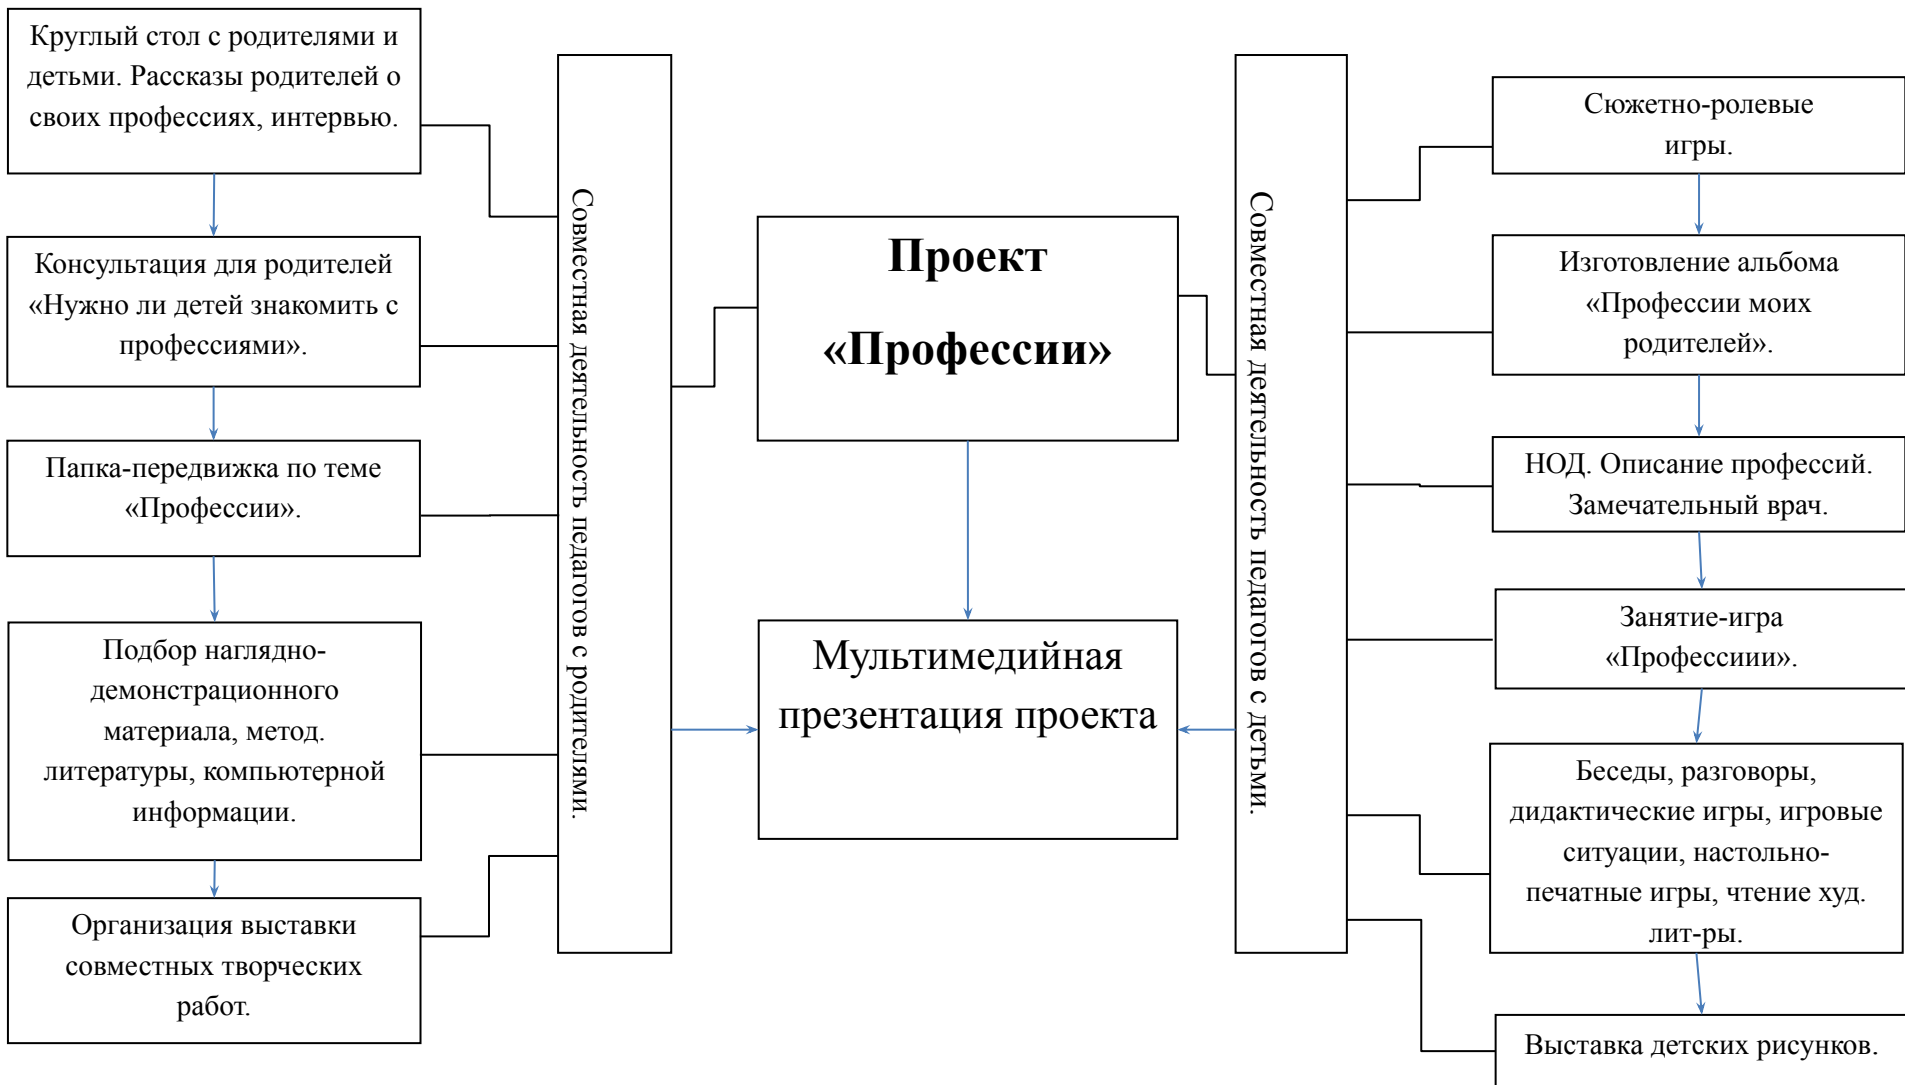 Круглый стол с родителями и
детьми. Рассказы родителей о
своих профессиях, интервью.
Консультация для родителей
«Нужно ли детей знакомить с
профессиями».
Папка-передвижка по теме
«Профессии».
Подбор наглядно-
демонстрационного
материала, метод.
литературы, компьютерной
информации.
Организация выставки
совместных творческих
работ.
Совместная деятельность педагогов с родителями.
Проект
«Профессии»
Мультимедийная
презентация проекта
Совместная деятельность педагогов с детьми.
Сюжетно-ролевые
игры.
Изготовление альбома
«Профессии моих
родителей».
НОД. Описание профессий.
Замечательный врач.
Занятие-игра
«Профессиии».
Беседы, разговоры,
дидактические игры, игровые
ситуации, настольно-
печатные игры, чтение худ.
лит-ры.
Выставка детских рисунков.